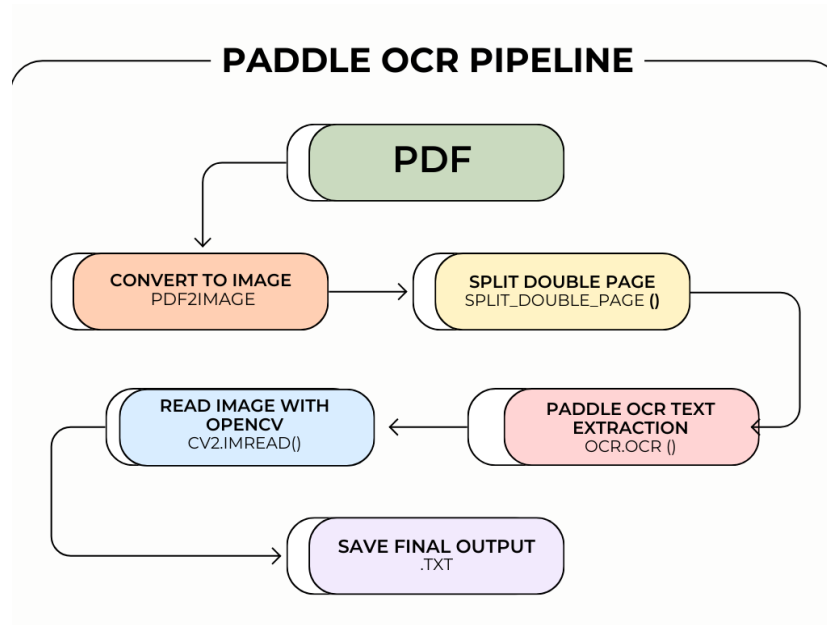 PADDLE OCR PIPELINE
PDF
CONVERT TO IMAGE
PDF2IMAGE
SPLIT DOUBLE PAGE
SPLIT_DOUBLE_PAGE ()
PADDLE OCR TEXT
EXTRACTION
OCR.OCR ()
READ IMAGE WITH
OPENCV
CV2.IMREAD()
SAVE FINAL OUTPUT
.TXT